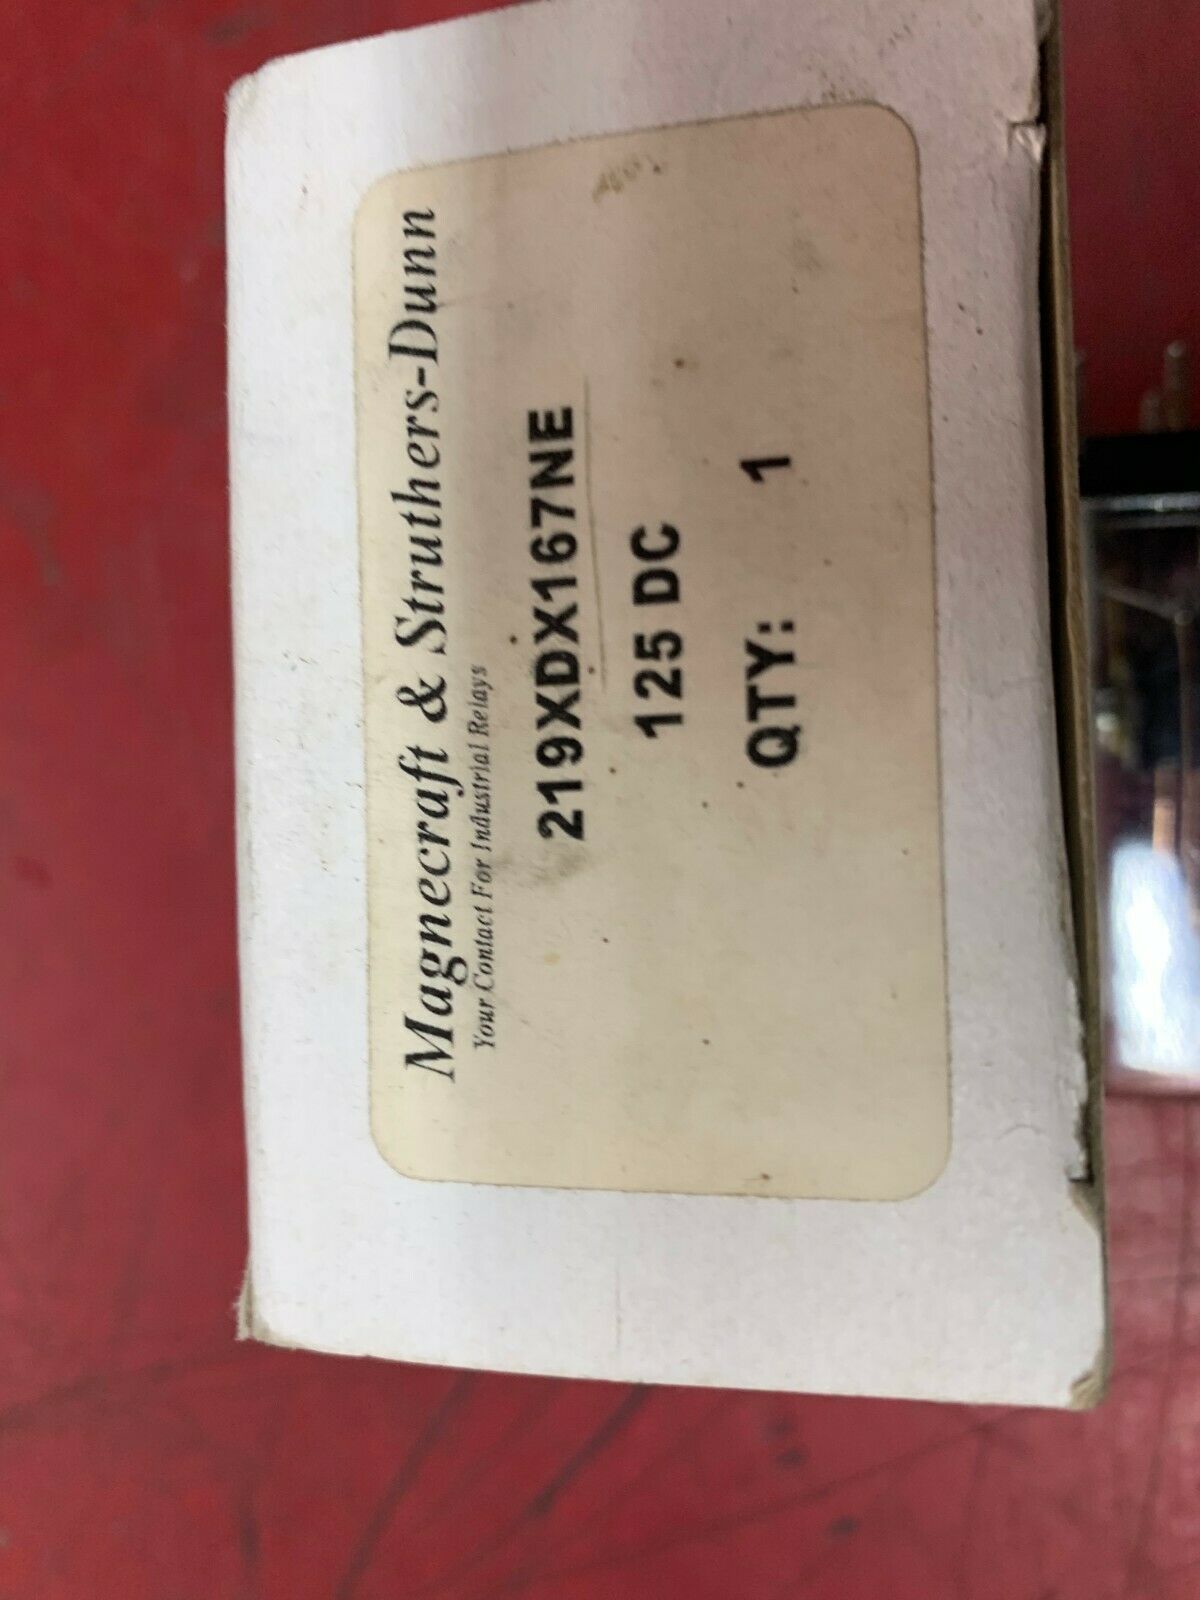 Magnecraft & Struthers-Dunn
Your Contact For Industrial Relays
219XDX167NE
125 DC
QTY: 1